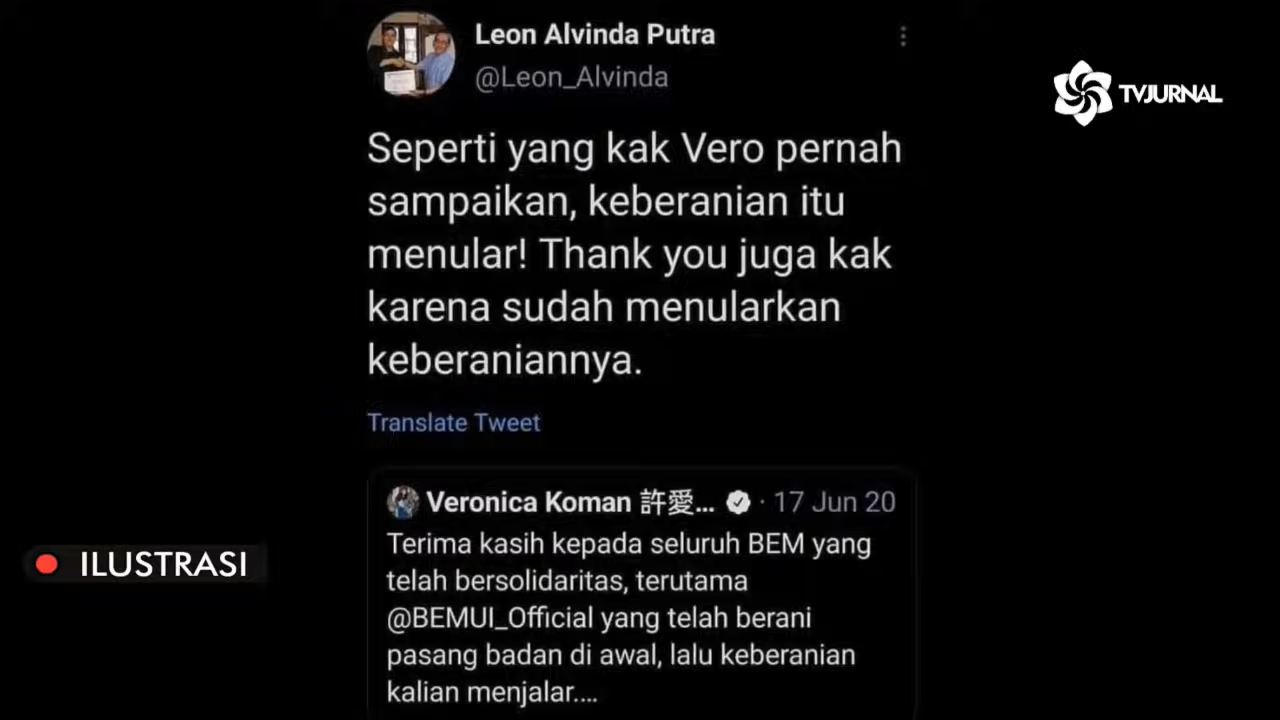 Leon Alvinda Putra
@Leon_Alvinda
TVJURNAL
Seperti yang kak Vero pernah
sampaikan, keberanian itu
menular! Thank you juga kak
karena sudah menularkan
keberaniannya.
Translate Tweet
Veronica Koman 許愛... · 17 Jun 20
Terima kasih kepada seluruh BEM yang
telah bersolidaritas, terutama
@BEMUI_Official yang telah berani
pasang badan di awal, lalu keberanian
kalian menjalar....
ILUSTRASI